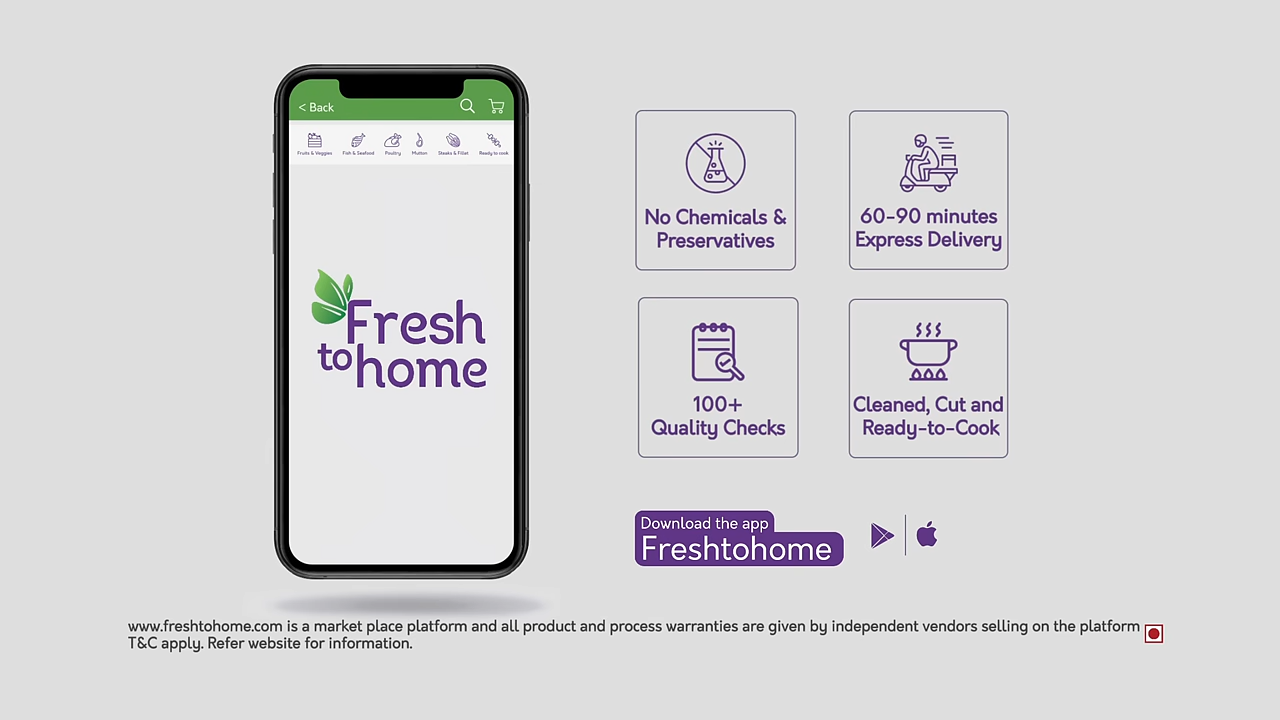 < Back
Fruits & Veggies
Fish & Seafood
Poultry
Mutton
Steaks & Fillet
Ready to cook
Fresh
to home
No Chemicals &
Preservatives
60-90 minutes
Express Delivery
100+
Quality Checks
Cleaned, Cut and
Ready-to-Cook
Download the app
Freshtohome
www.freshtohome.com is a market place platform and all product and process warranties are given by independent vendors selling on the platform
T&C apply. Refer website for information.